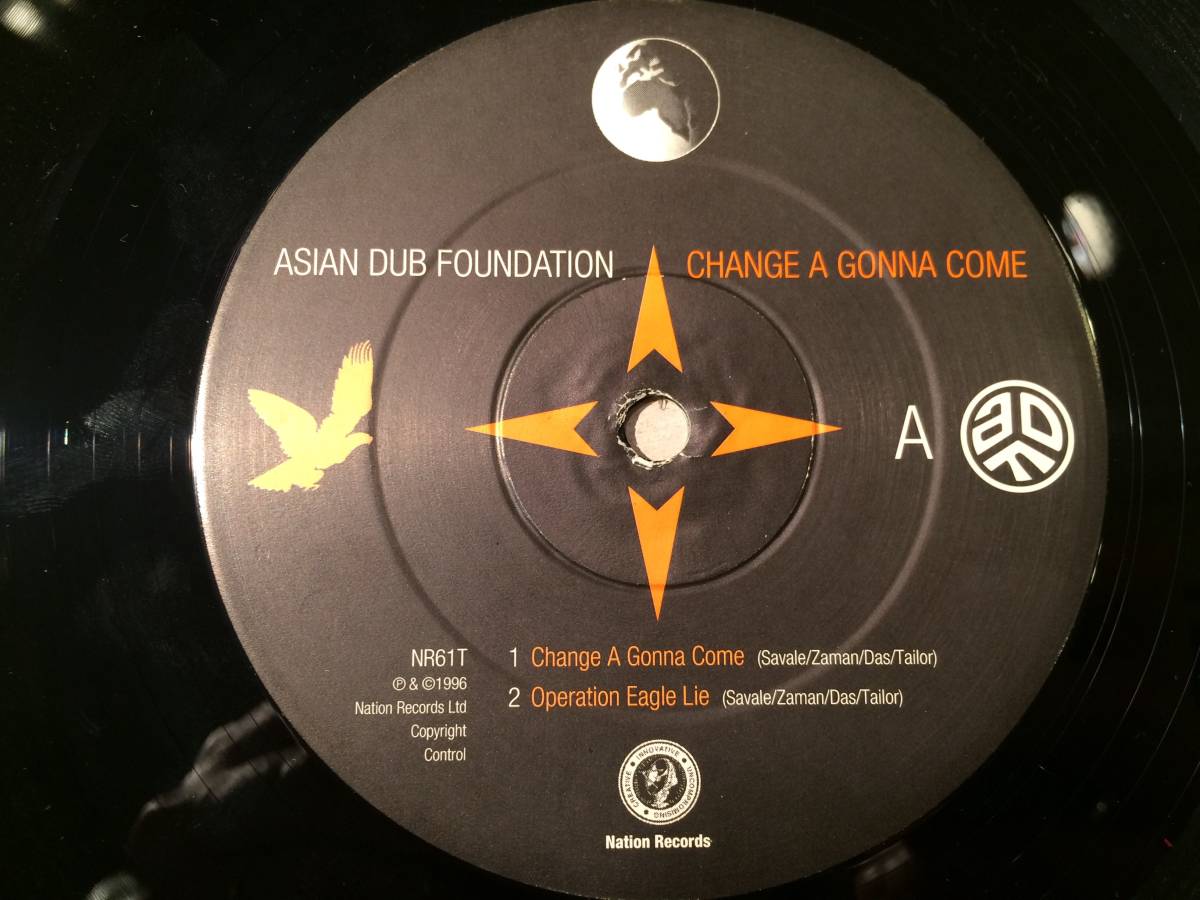 ASIAN DUB FOUNDATION CHANGE A GONNA COME
A
aDF
NR61T
℗ & ©1996
Nation Records Ltd
Copyright
Control
1 Change A Gonna Come (Savale/Zaman/Das/Tailor)
2 Operation Eagle Lie (Savale/Zaman/Das/Tailor)
CREATIVE • INNOVATIVE • UNCOMPROMISING •
Nation Records